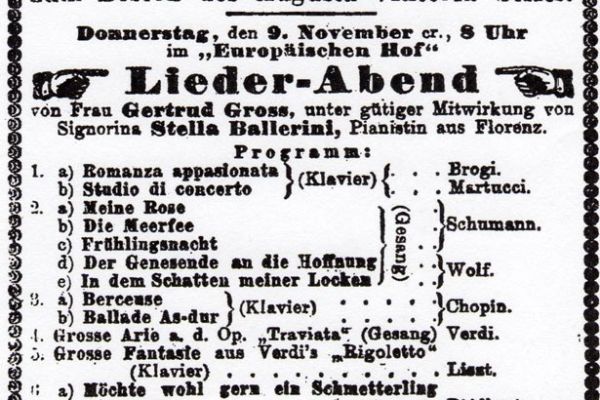 Donnerstag, den 9. November cr., 8 Uhr
im „Europäischen Hof“
Lieder-Abend
von Frau Gertrud Gross, unter gütiger Mitwirkung von
Signorina Stella Ballerini, Pianistin aus Florenz.
Programm:
1. a) Romanza appasionata (Klavier) . . . Brogi.
b) Studio di concerto . . . Martucci.
2. a) Meine Rose
b) Die Meerfee (Gesang) Schumann.
c) Frühlingsnacht
d) Der Genesende an die Hoffnung Wolf.
e) In dem Schatten meiner Locken
3. a) Berceuse (Klavier) . . . . . Chopin.
b) Ballade As-dur
4. Grosse Arie a. d. Op. „Traviata“ (Gesang) Verdi.
5. Grosse Fantasie aus Verdi's „Rigoletto“
(Klavier) . . . . . . . . . . Liszt.
6 a) Möchte wohl gern ein Schmetterling